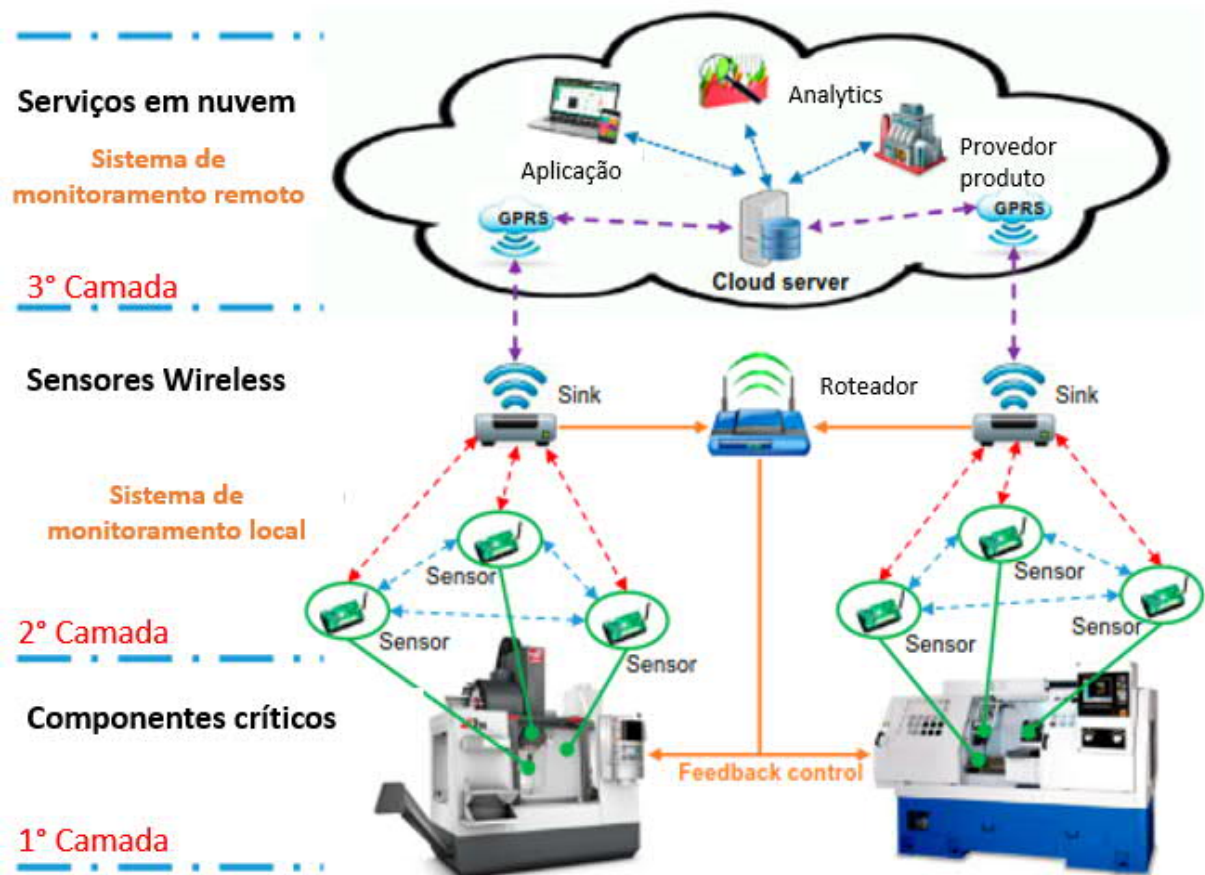 Serviços em nuvem
Sistema de
monitoramento remoto
3° Camada
Analytics
Aplicação
Provedor
produto
GPRS
GPRS
Cloud server
Sensores Wireless
Sink
Roteador
Sink
Sistema de
monitoramento local
Sensor
Sensor
Sensor
Sensor
Sensor
Sensor
2° Camada
Componentes críticos
Feedback control
1° Camada